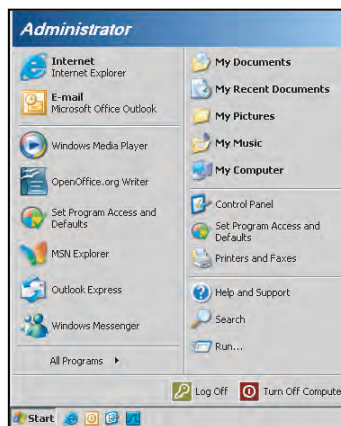 Administrator
Internet
Internet Explorer
E-mail
Microsoft Office Outlook
Windows Media Player
OpenOffice.org Writer
Set Program Access and
Defaults
MSN Explorer
Outlook Express
Windows Messenger
All Programs
My Documents
My Recent Documents
My Pictures
My Music
My Computer
Control Panel
Set Program Access and
Defaults
Printers and Faxes
Help and Support
Search
Run...
Log Off
Turn Off Compute
Start